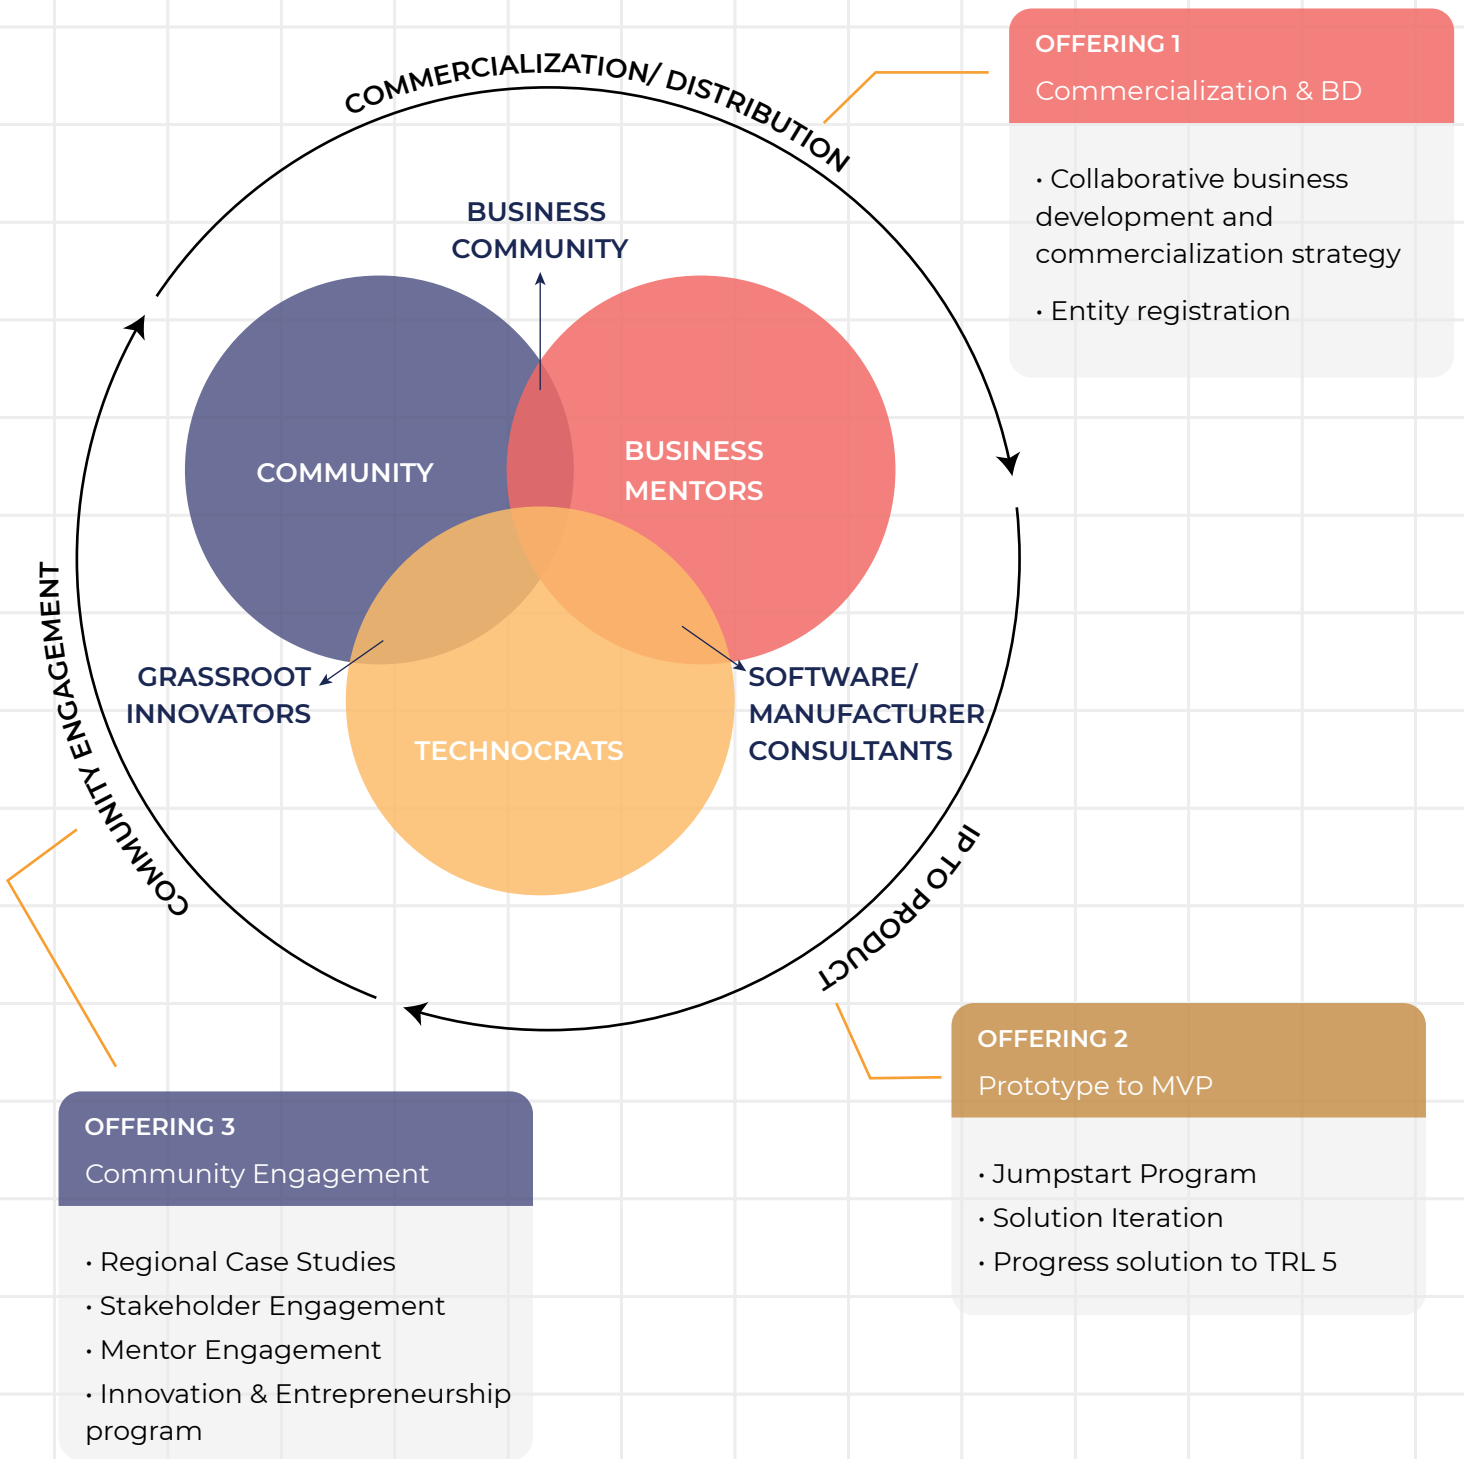 COMMERCIALIZATION/ DISTRIBUTION
OFFERING 1
Commercialization & BD
• Collaborative business
development and
commercialization strategy
• Entity registration
BUSINESS
COMMUNITY
COMMUNITY
BUSINESS
MENTORS
GRASSROOT
INNOVATORS
SOFTWARE/
MANUFACTURER
CONSULTANTS
TECHNOCRATS
COMMUNITY ENGAGEMENT
IP TO PRODUCT
OFFERING 2
Prototype to MVP
• Jumpstart Program
• Solution Iteration
• Progress solution to TRL 5
OFFERING 3
Community Engagement
• Regional Case Studies
• Stakeholder Engagement
• Mentor Engagement
• Innovation & Entrepreneurship
program